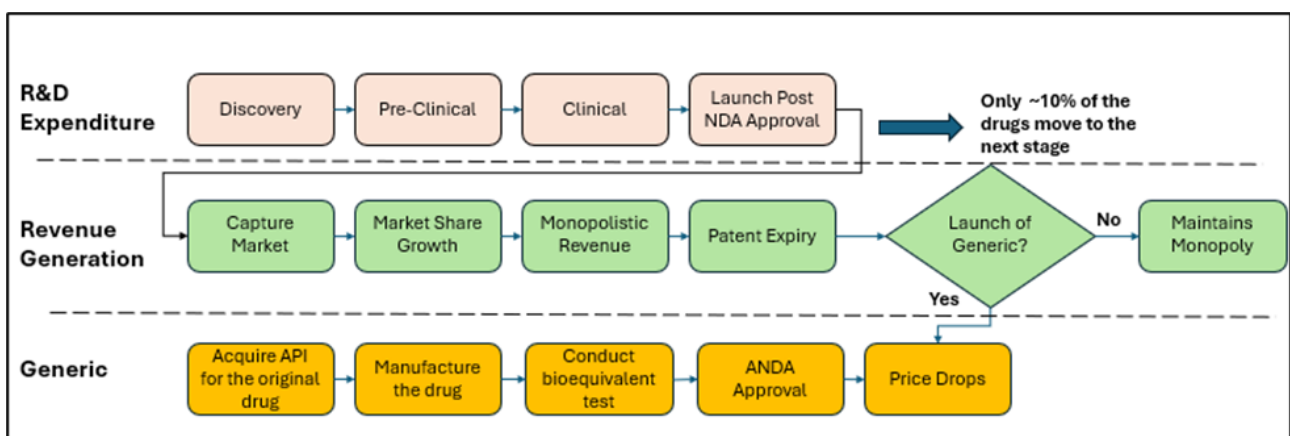 R&D
Expenditure
Discovery
Pre-Clinical
Clinical
Launch Post
NDA Approval
Only ~10% of the
drugs move to the
next stage
Revenue
Generation
Capture
Market
Market Share
Growth
Monopolistic
Revenue
Patent Expiry
Launch of
Generic?
No
Maintains
Monopoly
Yes
Generic
Acquire API
for the original
drug
Manufacture
the drug
Conduct
bioequivalent
test
ANDA
Approval
Price Drops